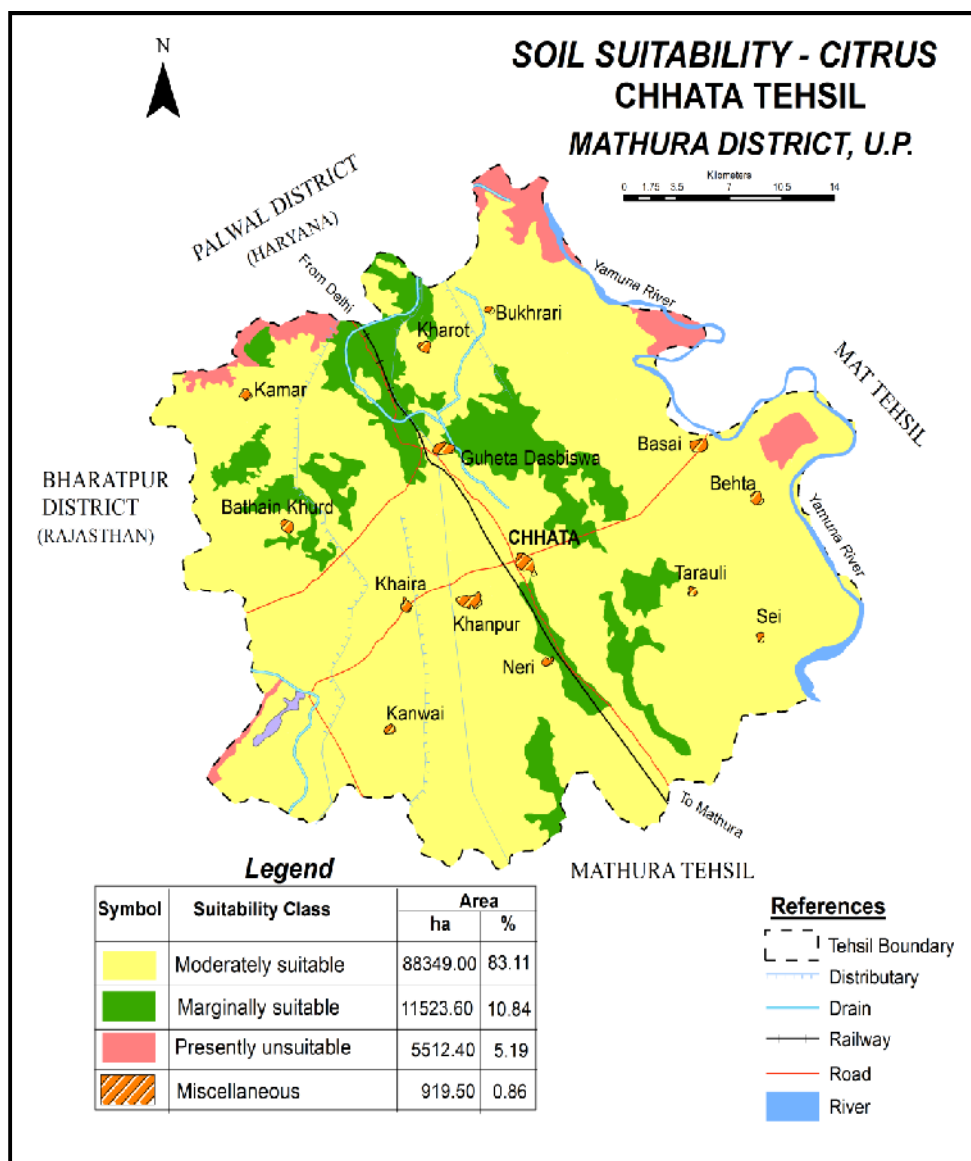 N
SOIL SUITABILITY - CITRUS
CHHATA TEHSIL
MATHURA DISTRICT, U.P.
Kilometers
0 1.75 3.5 7 10.5 14
PALWAL DISTRICT
(HARYANA)
From Delhi
Yamuna River
Bukhrari
Kharot
Kamar
MAT TEHSIL
Basai
Guheta Dasbiswa
BHARATPUR
DISTRICT
(RAJASTHAN)
Behta
Bathain Khurd
Yamuna River
CHHATA
Tarauli
Khaira
Khanpur
Sei
Neri
Kanwai
To Mathura
MATHURA TEHSIL
Legend
Symbol Suitability Class Area
ha %
Moderately suitable 88349.00 83.11
Marginally suitable 11523.60 10.84
Presently unsuitable 5512.40 5.19
Miscellaneous 919.50 0.86
References
Tehsil Boundary
Distributary
Drain
Railway
Road
River